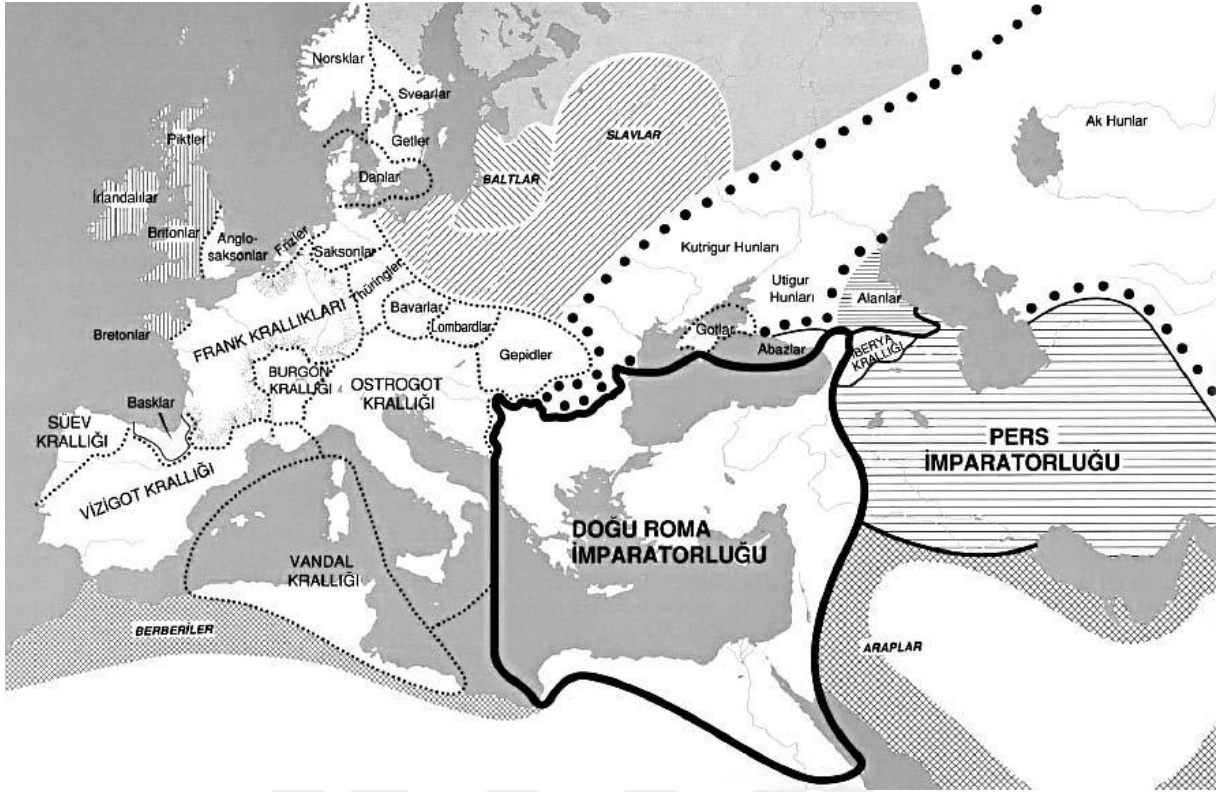 Norsklar
Svearlar
Ak Hunlar
Piktler
Getler
SLAVLAR
Danlar
BALTLAR
İrlandalılar
Britonlar
Anglo-
saksonlar
Frizler
Saksonlar
Thüringler
Kutrigur Hunları
Utigur
Hunları
Alanlar
Bavarlar
Lombardlar
Bretonlar
FRANK KRALLIKLARI
Gotlar
Abazlar
İBERYA
KRALLIĞI
Gepidler
BURGON
KRALLIĞI
OSTROGOT
KRALLIĞI
Basklar
SÜEV
KRALLIĞI
VİZİGOT KRALLIĞI
PERS
İMPARATORLUĞU
DOĞU ROMA
İMPARATORLUĞU
VANDAL
KRALLIĞI
BERBERİLER
ARAPLAR